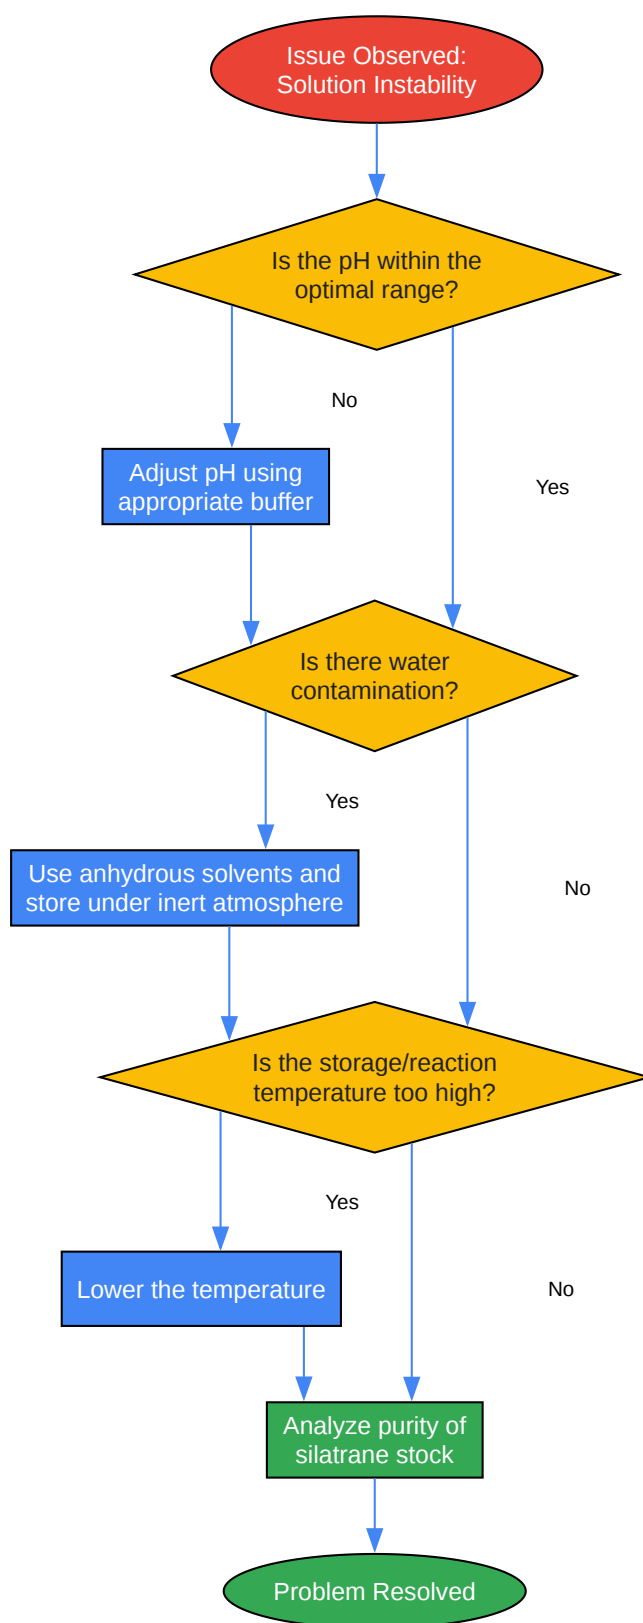 Issue Observed:
Solution Instability
Is the pH within the
optimal range?
No
Adjust pH using
appropriate buffer
Yes
Is there water
contamination?
Yes
Use anhydrous solvents and
store under inert atmosphere
No
Is the storage/reaction
temperature too high?
Yes
Lower the temperature
No
Analyze purity of
silatrane stock
Problem Resolved